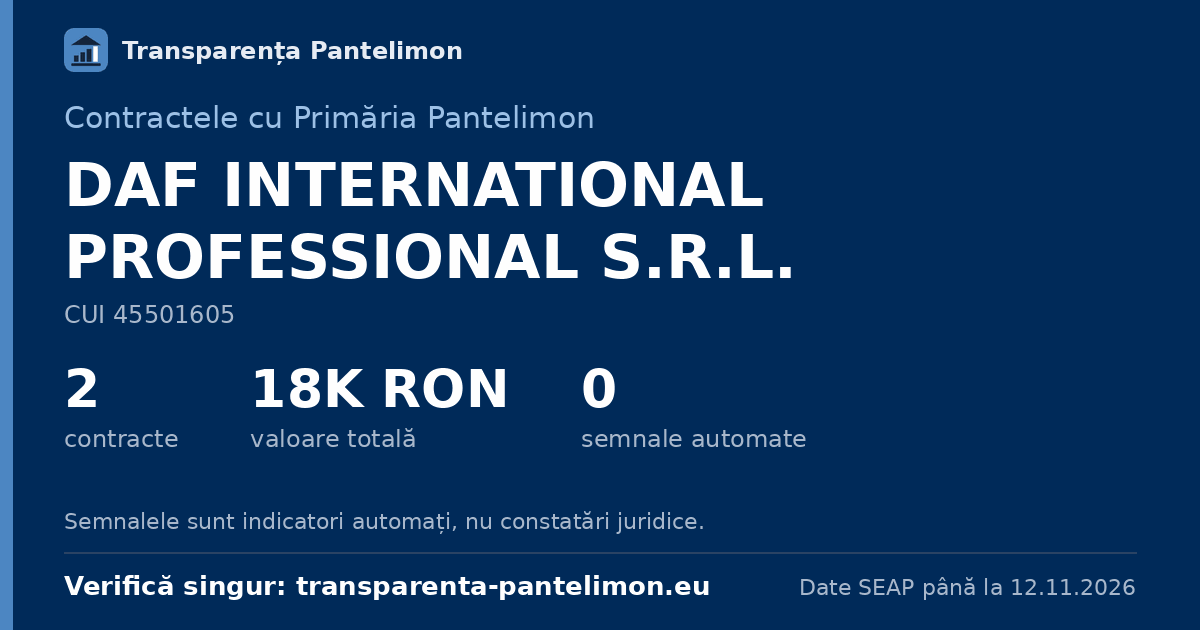 Transparența Pantelimon
Contractele cu Primăria Pantelimon
DAF INTERNATIONAL
PROFESSIONAL S.R.L.
CUI 45501605
2 18K RON 0
contracte valoare totală semnale automate
Semnalele sunt indicatori automați, nu constatări juridice.
Verifică singur: transparenta-pantelimon.eu Date SEAP până la 12.11.2026